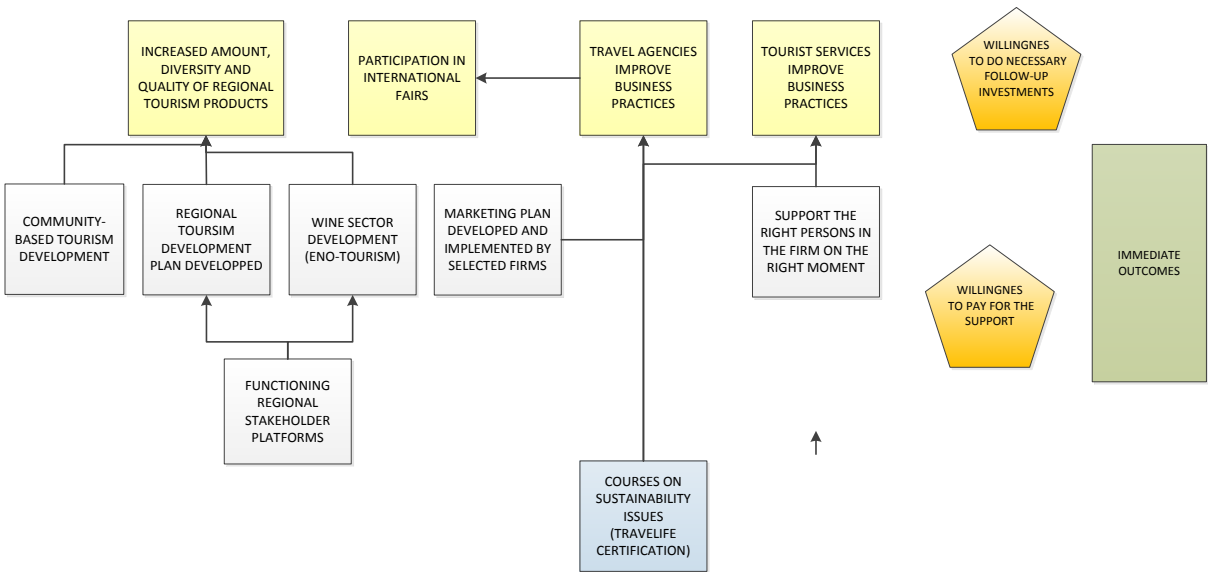 INCREASED AMOUNT,
DIVERSITY AND
QUALITY OF REGIONAL
TOURISM PRODUCTS
PARTICIPATION IN
INTERNATIONAL
FAIRS
TRAVEL AGENCIES
IMPROVE
BUSINESS
PRACTICES
TOURIST SERVICES
IMPROVE
BUSINESS
PRACTICES
WILLINGNES
TO DO NECESSARY
FOLLOW-UP
INVESTMENTS
COMMUNITY-
BASED TOURISM
DEVELOPMENT
REGIONAL
TOURSIM
DEVELOPMENT
PLAN DEVELOPPED
WINE SECTOR
DEVELOPMENT
(ENO-TOURISM)
MARKETING PLAN
DEVELOPED AND
IMPLEMENTED BY
SELECTED FIRMS
SUPPORT THE
RIGHT PERSONS IN
THE FIRM ON THE
RIGHT MOMENT
WILLINGNES
TO PAY FOR THE
SUPPORT
IMMEDIATE
OUTCOMES
FUNCTIONING
REGIONAL
STAKEHOLDER
PLATFORMS
COURSES ON
SUSTAINABILITY
ISSUES
(TRAVELIFE
CERTIFICATION)